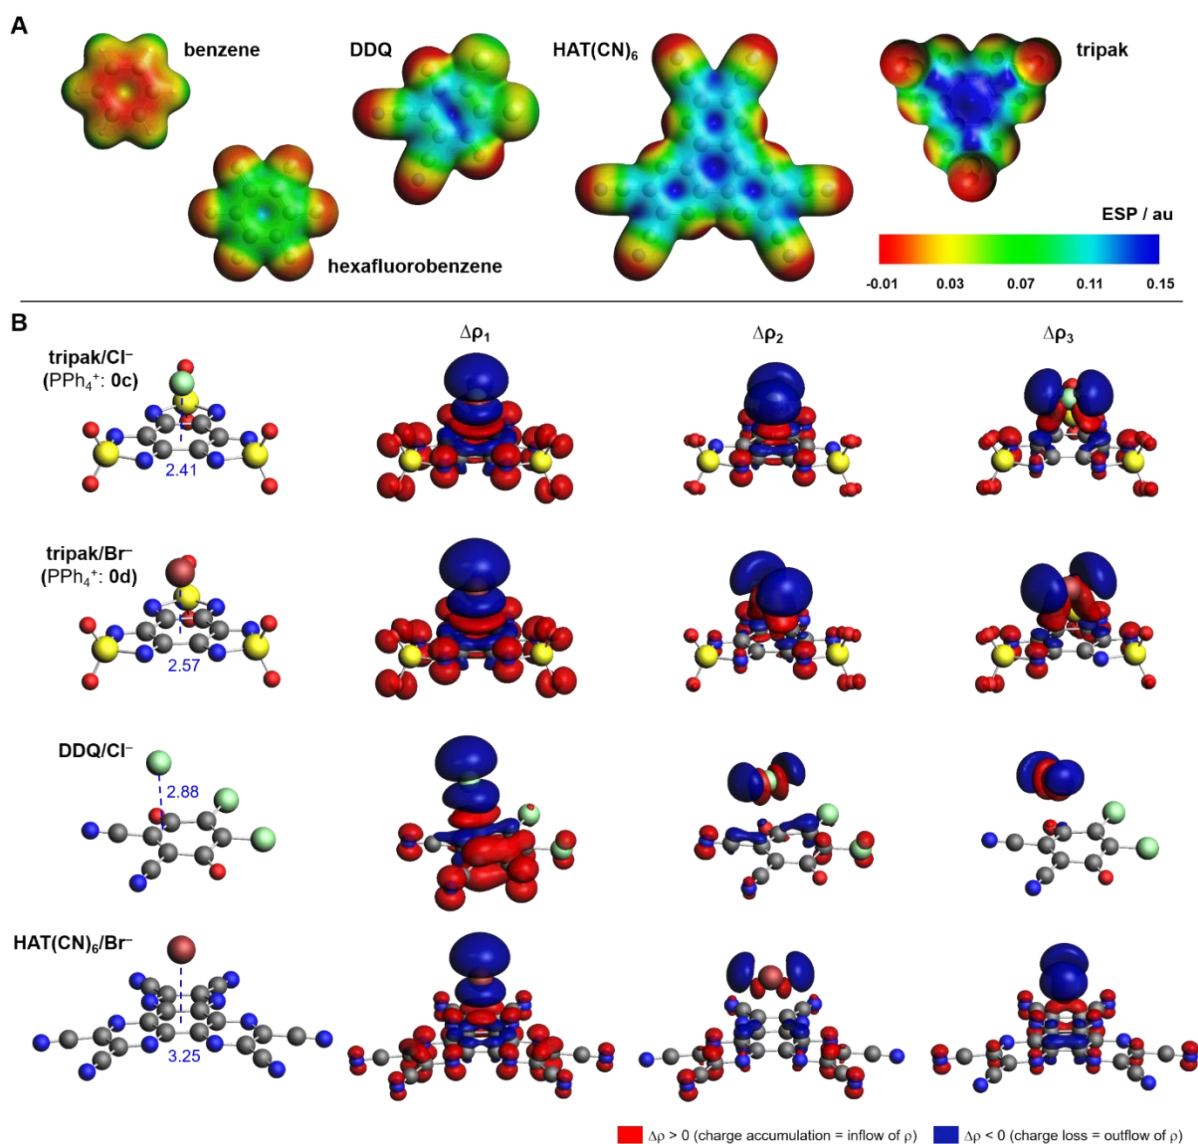 A
benzene
DDQ
HAT(CN)₆
tripak
hexafluorobenzene
ESP / au
-0.01 0.03 0.07 0.11 0.15
B
Δρ₁ Δρ₂ Δρ₃
tripak/Cl⁻
(PPh₄⁺: 0c)
2.41
tripak/Br⁻
(PPh₄⁺: 0d)
2.57
DDQ/Cl⁻
2.88
HAT(CN)₆/Br⁻
3.25
Δρ > 0 (charge accumulation = inflow of ρ) Δρ < 0 (charge loss = outflow of ρ)